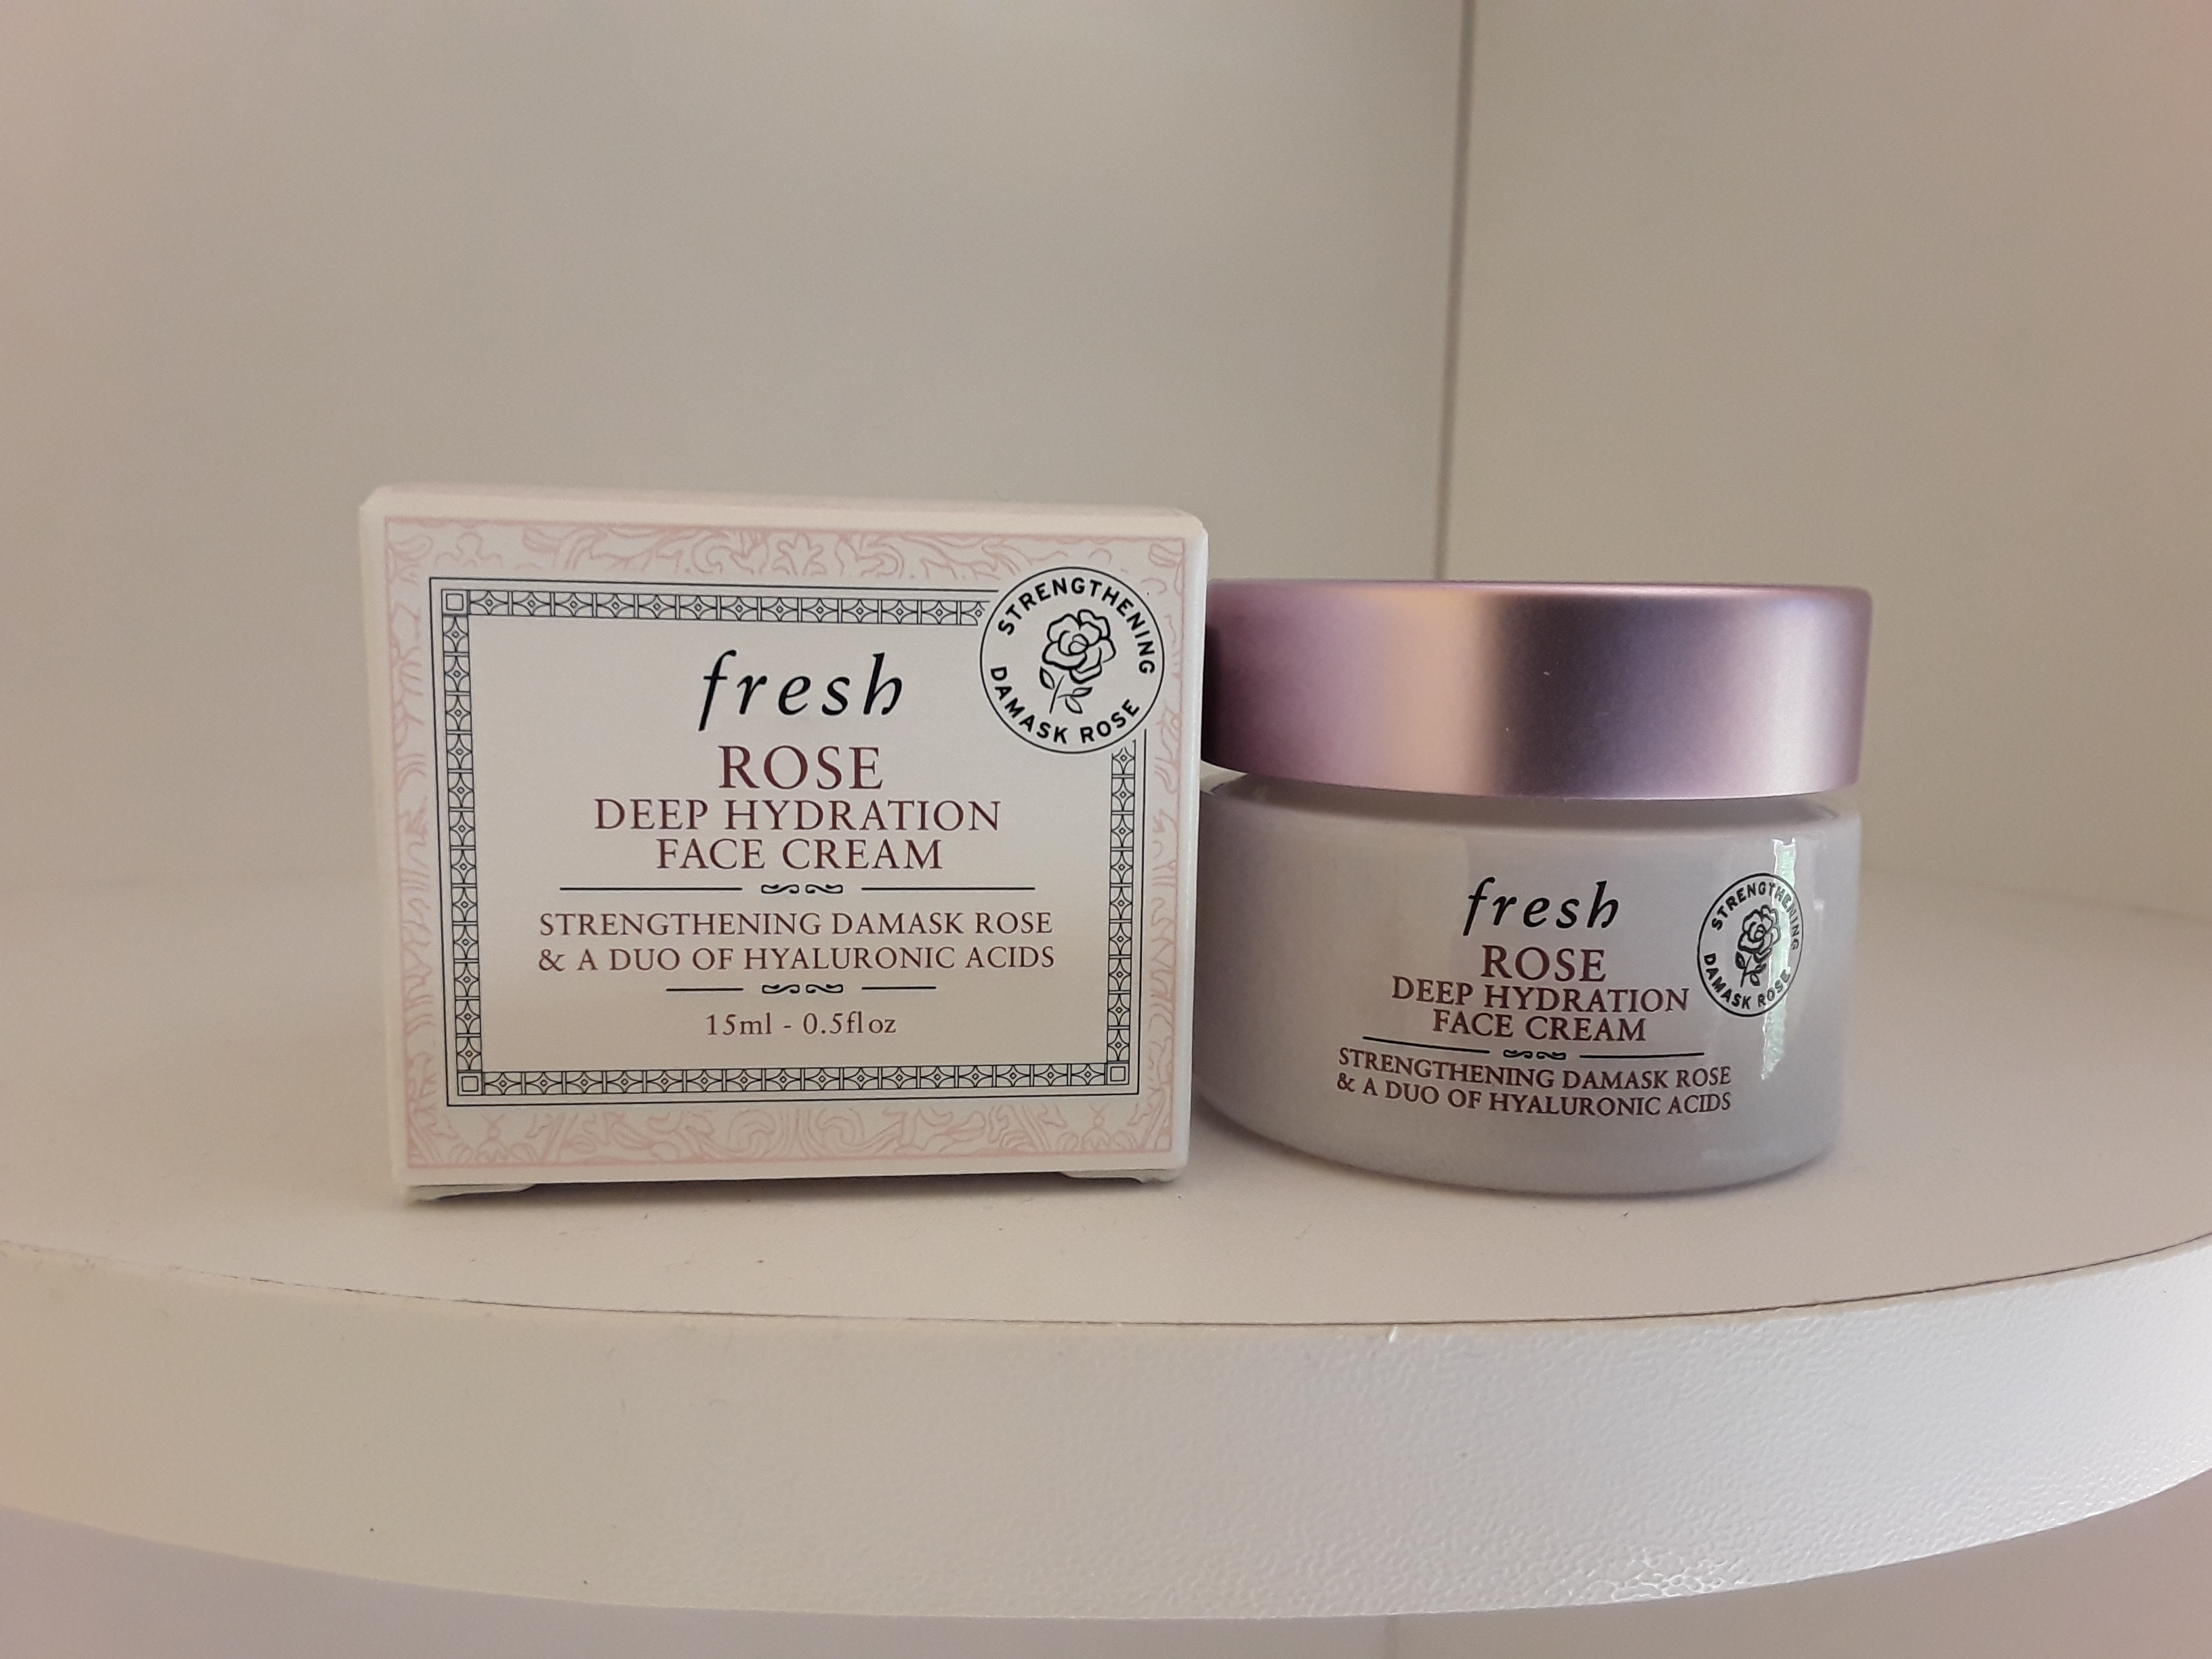 fresh
ROSE
DEEP HYDRATION
FACE CREAM
STRENGTHENING DAMASK ROSE
& A DUO OF HYALURONIC ACIDS
15ml - 0.5fl oz
STRENGTHENING
DAMASK ROSE
fresh
ROSE
DEEP HYDRATION
FACE CREAM
STRENGTHENING DAMASK ROSE
& A DUO OF HYALURONIC ACIDS
STRENGTHENING
DAMASK ROSE